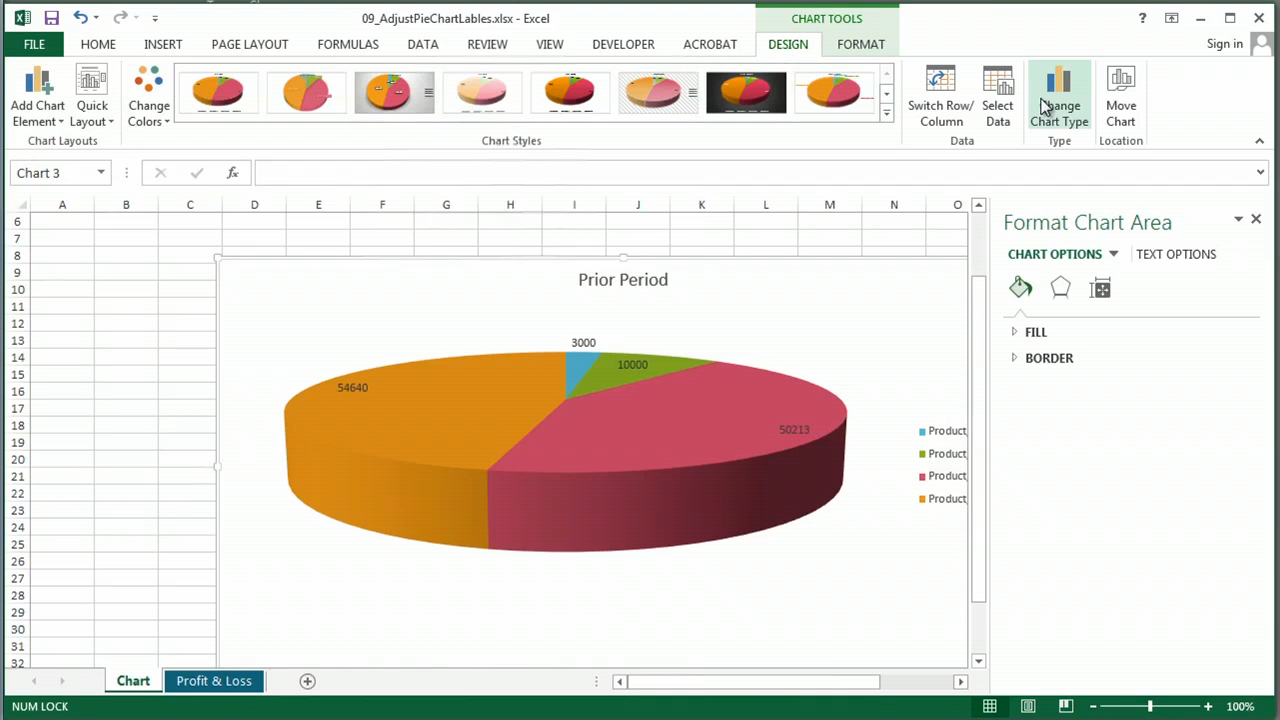 09_AdjustPieChartLables.xlsx - Excel
CHART TOOLS
?
FILE
HOME
INSERT
PAGE LAYOUT
FORMULAS
DATA
REVIEW
VIEW
DEVELOPER
ACROBAT
DESIGN
FORMAT
Sign in
Add Chart
Element
Quick
Layout
Change
Colors
Switch Row/
Column
Select
Data
Change
Chart Type
Move
Chart
Chart Layouts
Chart Styles
Data
Type
Location
Chart 3
fx
Format Chart Area
CHART OPTIONS
TEXT OPTIONS
FILL
BORDER
A B C D E F G H I J K L M N O
6
7
8
9
10
11
12
13
14
15
16
17
18
19
20
21
22
23
24
25
26
27
28
29
30
31
32
Prior Period
3000
10000
54640
50213
Product
Product
Product
Product
Chart
Profit & Loss
NUM LOCK
100%